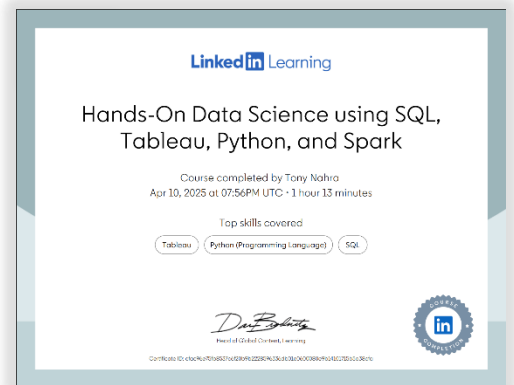 Linked in Learning
Hands-On Data Science using SQL,
Tableau, Python, and Spark
Course completed by Tony Nahra
Apr 10, 2025 at 07:56PM UTC • 1 hour 13 minutes
Top skills covered
Tableau Python (Programming Language) SQL
Head of Global Content, Learning
Certificate ID:
COURSE
in
COMPLETION